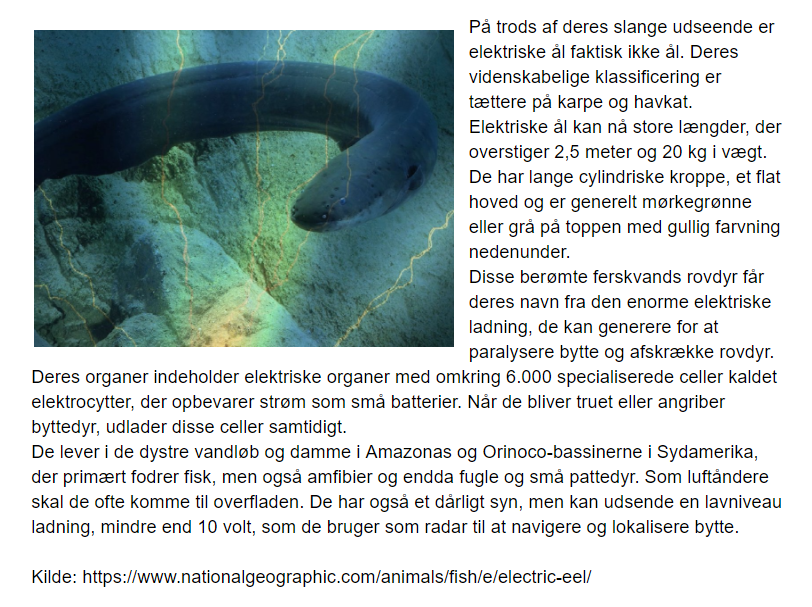 På trods af deres slange udseende er
elektriske ål faktisk ikke ål. Deres
videnskabelige klassificering er
tættere på karpe og havkat.
Elektriske ål kan nå store længder, der
overstiger 2,5 meter og 20 kg i vægt.
De har lange cylindriske kroppe, et flat
hoved og er generelt mørkegrønne
eller grå på toppen med gullig farvning
nedenunder.
Disse berømte ferskvands rovdyr får
deres navn fra den enorme elektriske
ladning, de kan generere for at
paralysere bytte og afskrække rovdyr.
Deres organer indeholder elektriske organer med omkring 6.000 specialiserede celler kaldet
elektrocytter, der opbevarer strøm som små batterier. Når de bliver truet eller angriber
byttedyr, udlader disse celler samtidigt.
De lever i de dystre vandløb og damme i Amazonas og Orinoco-bassinerne i Sydamerika,
der primært fodrer fisk, men også amfibier og endda fugle og små pattedyr. Som luftåndere
skal de ofte komme til overfladen. De har også et dårligt syn, men kan udsende en lavniveau
ladning, mindre end 10 volt, som de bruger som radar til at navigere og lokalisere bytte.
Kilde: https://www.nationalgeographic.com/animals/fish/e/electric-eel/